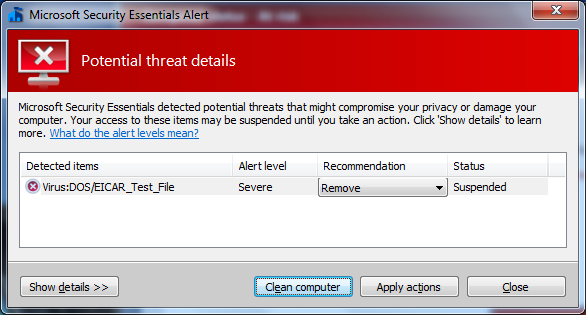 Microsoft Security Essentials Alert
Potential threat details
Microsoft Security Essentials detected potential threats that might compromise your privacy or damage your
computer. Your access to these items may be suspended until you take an action. Click 'Show details' to learn
more. What do the alert levels mean?
Detected items Alert level Recommendation Status
Virus:DOS/EICAR_Test_File Severe Remove Suspended
Show details >> Clean computer Apply actions Close